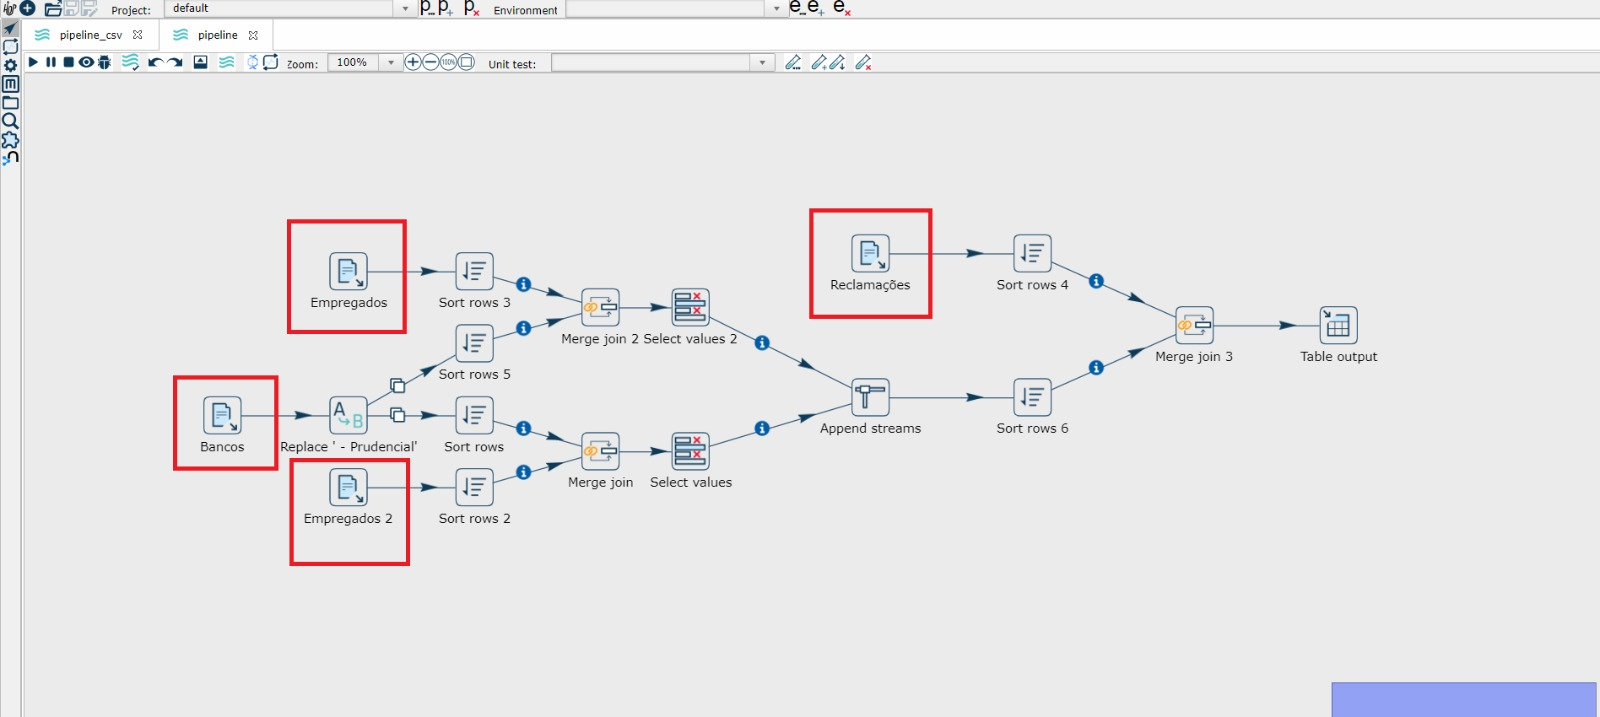 Project: default Environment
pipeline_csv pipeline
Zoom: 100% 100% Unit test:
Reclamações
Sort rows 4
Empregados
Sort rows 3
Merge join 2
Select values 2
Merge join 3
Table output
Sort rows 5
Append streams
Sort rows 6
Bancos
A B
Replace ' - Prudencial'
Sort rows
Merge join
Select values
Empregados 2
Sort rows 2